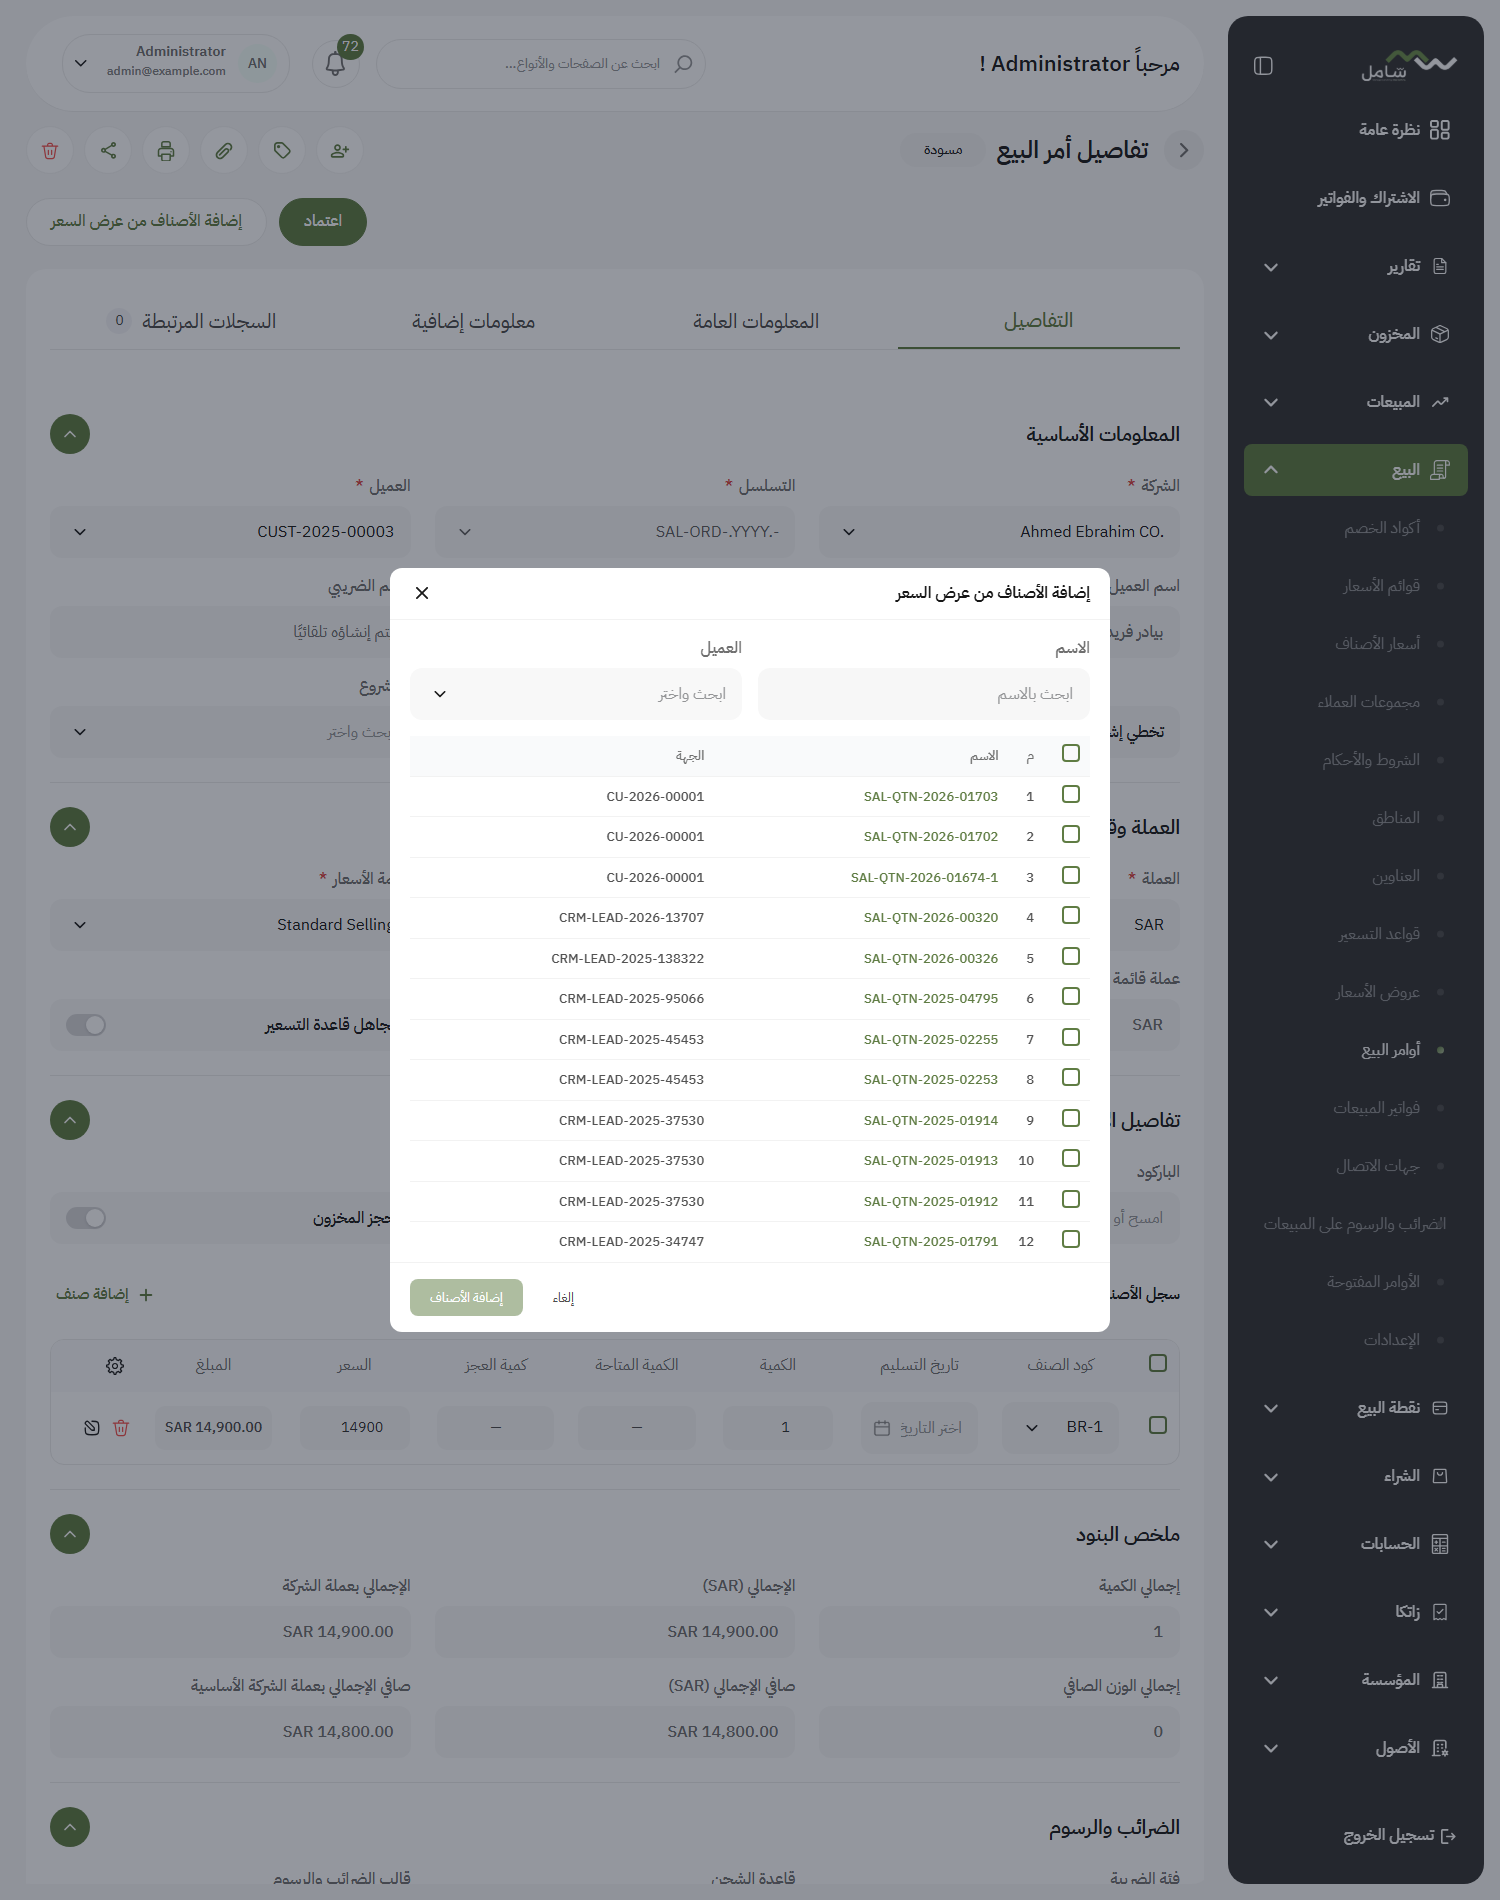 شامل
نظرة عامة
الاشتراك والفواتير
تقارير
المخزون
المبيعات
البيع
أكواد الخصم
قوائم الأسعار
أسعار الأصناف
مجموعات العملاء
الشروط والأحكام
المناطق
العناوين
قواعد التسعير
عروض الأسعار
أوامر البيع
فواتير المبيعات
جهات الاتصال
الضرائب والرسوم على المبيعات
الأوامر المفتوحة
الإعدادات
نقطة البيع
الشراء
الحسابات
زاتكا
المؤسسة
الأصول
تسجيل الخروج
مرحباً Administrator !
ابحث عن الصفحات والأنواع...
72
AN
Administrator
admin@example.com
تفاصيل أمر البيع
مسودة
اعتماد
إضافة الأصناف من عرض السعر
التفاصيل
المعلومات العامة
معلومات إضافية
السجلات المرتبطة 0
المعلومات الأساسية
الشركة *
التسلسل *
العميل *
Ahmed Ebrahim CO.
SAL-ORD-.YYYY.-
CUST-2025-00003
اسم العميل
م الضريبي
بيادر فريد
تم إنشاؤه تلقائيًا
شروع
تخطي إش
بحث واختر
العملة وق
العملة *
مة الأسعار *
SAR
Standard Selling
عملة قائمة
SAR
جاهل قاعدة التسعير
تفاصيل ا
الباركود
امسح أو
حجز المخزون
سجل الأصن
إضافة صنف
إضافة الأصناف من عرض السعر
الاسم
العميل
ابحث بالاسم
ابحث واختر
م الاسم الجهة
1 SAL-QTN-2026-01703 CU-2026-00001
2 SAL-QTN-2026-01702 CU-2026-00001
3 SAL-QTN-2026-01674-1 CU-2026-00001
4 SAL-QTN-2026-00320 CRM-LEAD-2026-13707
5 SAL-QTN-2026-00326 CRM-LEAD-2025-138322
6 SAL-QTN-2025-04795 CRM-LEAD-2025-95066
7 SAL-QTN-2025-02255 CRM-LEAD-2025-45453
8 SAL-QTN-2025-02253 CRM-LEAD-2025-45453
9 SAL-QTN-2025-01914 CRM-LEAD-2025-37530
10 SAL-QTN-2025-01913 CRM-LEAD-2025-37530
11 SAL-QTN-2025-01912 CRM-LEAD-2025-37530
12 SAL-QTN-2025-01791 CRM-LEAD-2025-34747
إلغاء
إضافة الأصناف
كود الصنف تاريخ التسليم الكمية الكمية المتاحة كمية العجز السعر المبلغ
BR-1 اختر التاريخ 1 — — 14900 SAR 14,900.00
ملخص البنود
إجمالي الكمية
الإجمالي (SAR)
الإجمالي بعملة الشركة
1
SAR 14,900.00
SAR 14,900.00
إجمالي الوزن الصافي
صافي الإجمالي (SAR)
صافي الإجمالي بعملة الشركة الأساسية
0
SAR 14,800.00
SAR 14,800.00
الضرائب والرسوم
فئة الضريبة
قاعدة الشحن
قالب الضرائب والرسوم